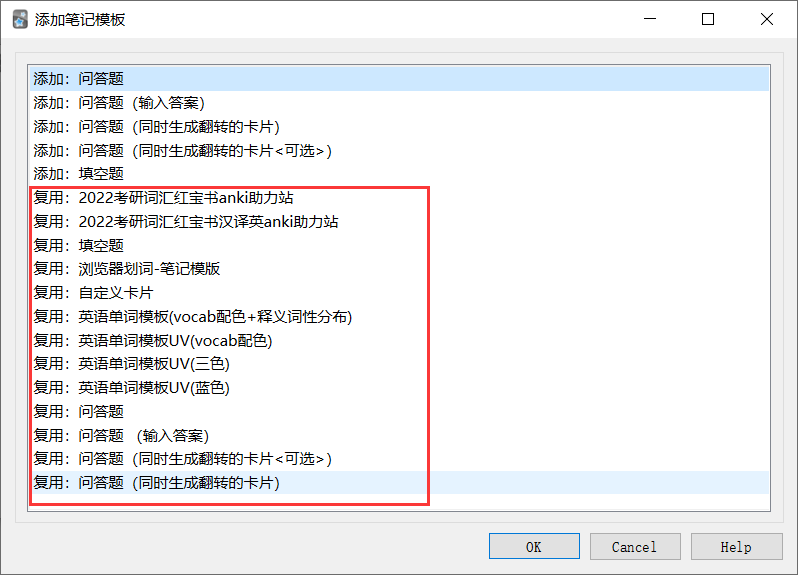 添加笔记模板
添加：问答题
添加：问答题（输入答案）
添加：问答题（同时生成翻转的卡片）
添加：问答题（同时生成翻转的卡片<可选>）
添加：填空题
复用：2022考研词汇红宝书anki助力站
复用：2022考研词汇红宝书汉译英anki助力站
复用：填空题
复用：浏览器划词-笔记模版
复用：自定义卡片
复用：英语单词模板(vocab配色+释义词性分布)
复用：英语单词模板UV(vocab配色)
复用：英语单词模板UV(三色)
复用：英语单词模板UV(蓝色)
复用：问答题
复用：问答题 （输入答案）
复用：问答题（同时生成翻转的卡片<可选>）
复用：问答题（同时生成翻转的卡片）
OK Cancel Help